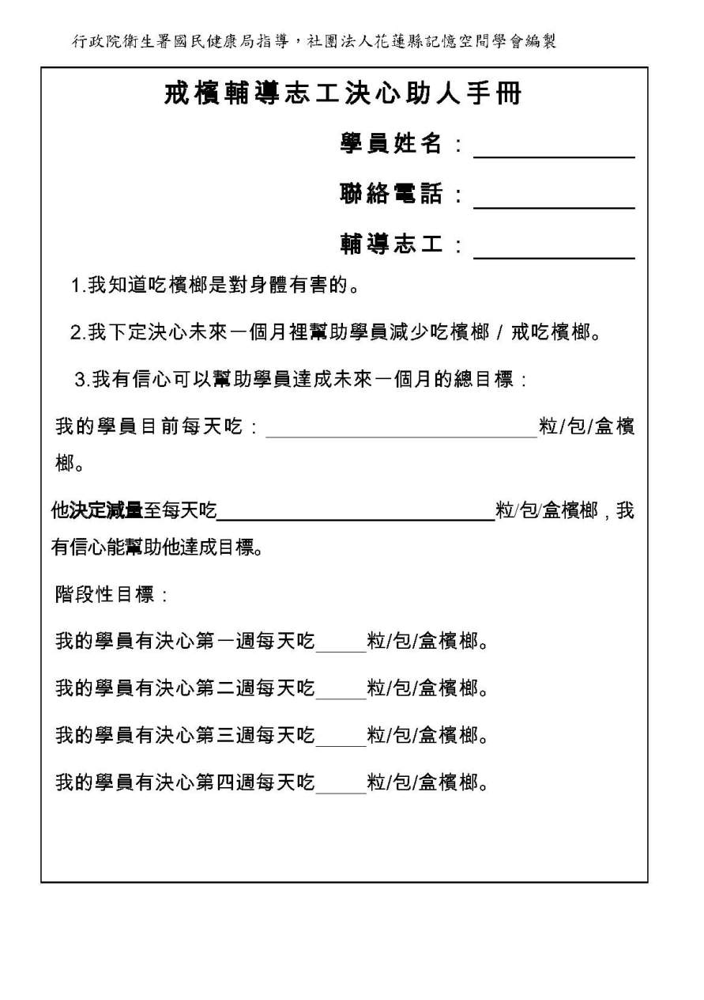 行政院衛生署國民健康局指導，社團法人花蓮縣記憶空間學會編製
戒檳輔導志工決心助人手冊
學員姓名：
聯絡電話：
輔導志工：
1.我知道吃檳榔是對身體有害的。
2.我下定決心未來一個月裡幫助學員減少吃檳榔／戒吃檳榔。
3.我有信心可以幫助學員達成未來一個月的總目標：
我的學員目前每天吃：＿＿＿＿＿＿＿＿＿＿＿＿粒/包/盒檳
榔。
他決定減量至每天吃＿＿＿＿＿＿＿＿＿＿＿＿粒/包/盒檳榔，我
有信心能幫助他達成目標。
階段性目標：
我的學員有決心第一週每天吃_____粒/包/盒檳榔。
我的學員有決心第二週每天吃_____粒/包/盒檳榔。
我的學員有決心第三週每天吃_____粒/包/盒檳榔。
我的學員有決心第四週每天吃_____粒/包/盒檳榔。